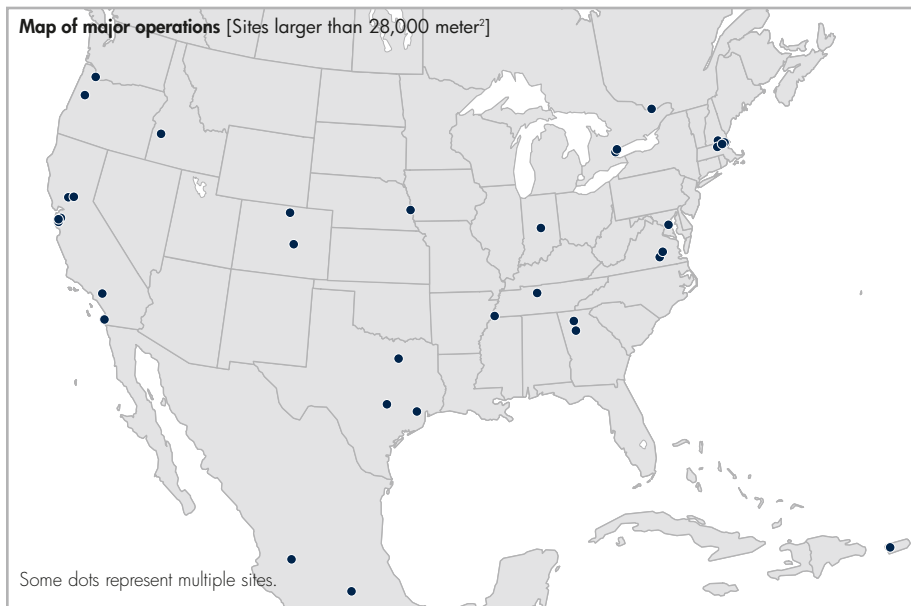 Map of major operations [Sites larger than 28,000 meter²]
Some dots represent multiple sites.